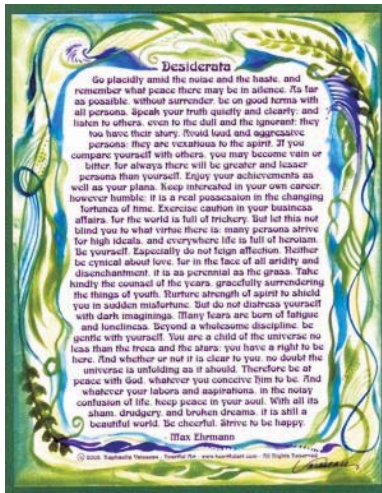 Desiderata
Go placidly amid the noise and the haste, and
remember what peace there may be in silence. As far
as possible, without surrender, be on good terms with
all persons. Speak your truth quietly and clearly; and
listen to others, even to the dull and the ignorant; they
too have their story. Avoid loud and aggressive
persons; they are vexatious to the spirit. If you
compare yourself with others, you may become vain or
bitter, for always there will be greater and lesser
persons than yourself. Enjoy your achievements as
well as your plans. Keep interested in your own career,
however humble; it is a real possession in the changing
fortunes of time. Exercise caution in your business
affairs, for the world is full of trickery. But let this not
blind you to what virtue there is; many persons strive
for high ideals, and everywhere life is full of heroism.
Be yourself. Especially do not feign affection. Neither
be cynical about love, for in the face of all aridity and
disenchantment, it is as perennial as the grass. Take
kindly the counsel of the years, gracefully surrendering
the things of youth. Nurture strength of spirit to shield
you in sudden misfortune. But do not distress yourself
with dark imaginings. Many fears are born of fatigue
and loneliness. Beyond a wholesome discipline, be
gentle with yourself. You are a child of the universe no
less than the trees and the stars; you have a right to be
here. And whether or not it is clear to you, no doubt the
universe is unfolding as it should. Therefore be at
peace with God, whatever you conceive Him to be. And
whatever your labors and aspirations, in the noisy
confusion of life, keep peace in your soul. With all its
sham, drudgery, and broken dreams, it is still a
beautiful world. Be cheerful. Strive to be happy.
- Max Ehrmann
Raphaella Vaisseau . Heartful Art . www.heartfulart.com . All Rights Reserved
Vaisseau